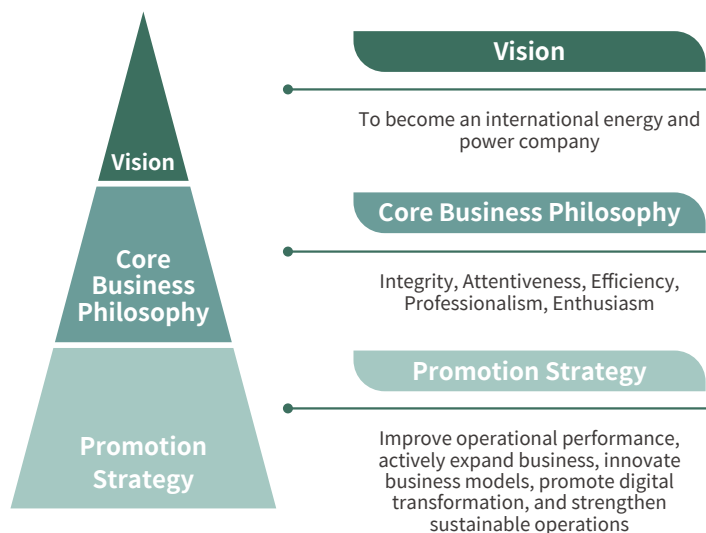 Vision
Core
Business
Philosophy
Promotion
Strategy
Vision
To become an international energy and
power company
Core Business Philosophy
Integrity, Attentiveness, Efficiency,
Professionalism, Enthusiasm
Promotion Strategy
Improve operational performance,
actively expand business, innovate
business models, promote digital
transformation, and strengthen
sustainable operations